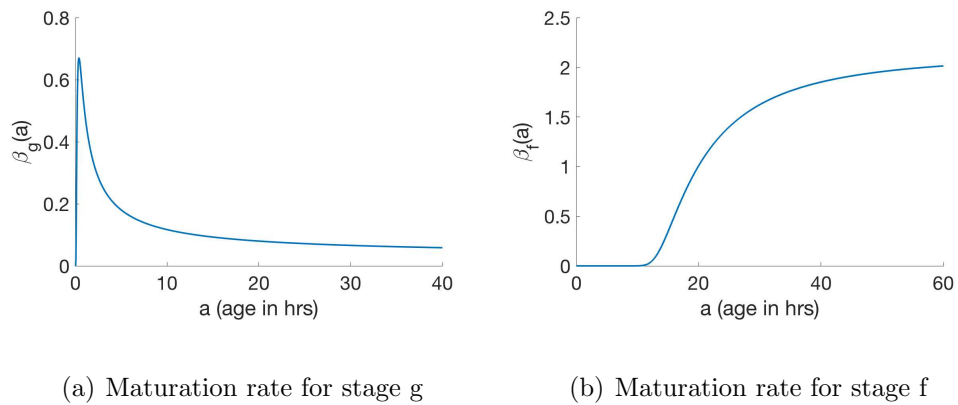 0.8
0.6
0.4
0.2
0
βg(a)
0 10 20 30 40
a (age in hrs)
2.5
2
1.5
1
0.5
0
βf(a)
0 20 40 60
a (age in hrs)
(a) Maturation rate for stage g
(b) Maturation rate for stage f